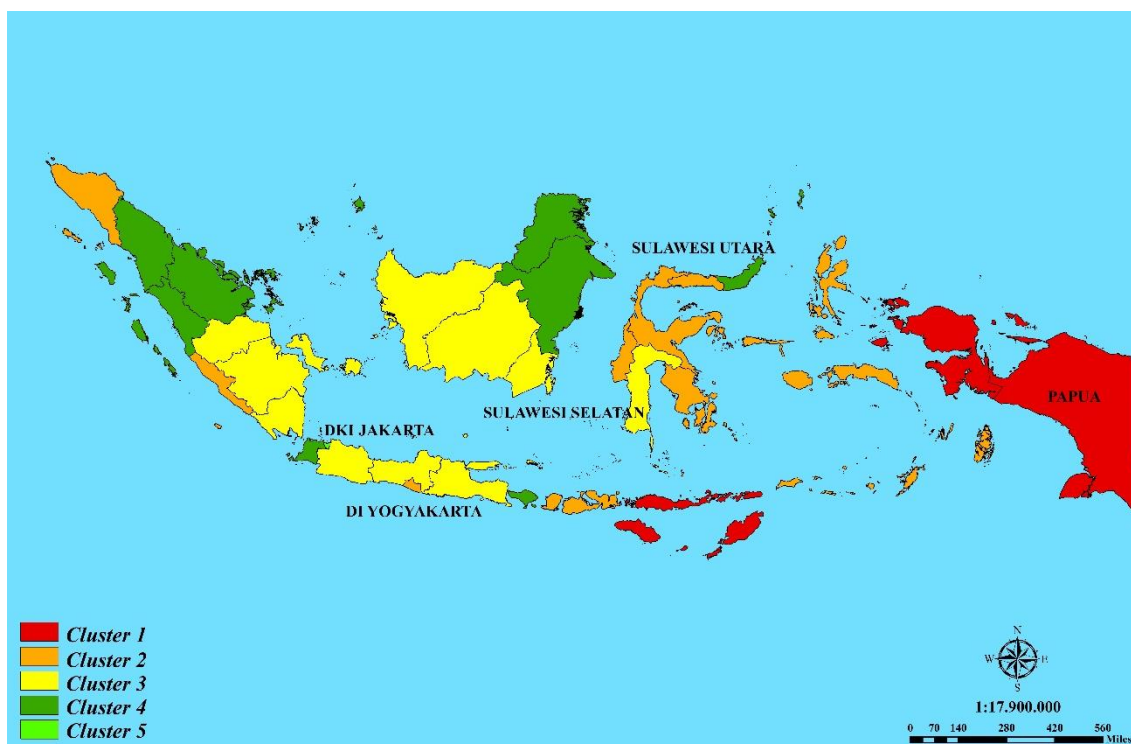 SULAWESI UTARA
PAPUA
SULAWESI SELATAN
DKI JAKARTA
DI YOGYAKARTA
Cluster 1
Cluster 2
Cluster 3
Cluster 4
Cluster 5
N
W E
S
1:17.900.000
0 70 140 280 420 560
Miles